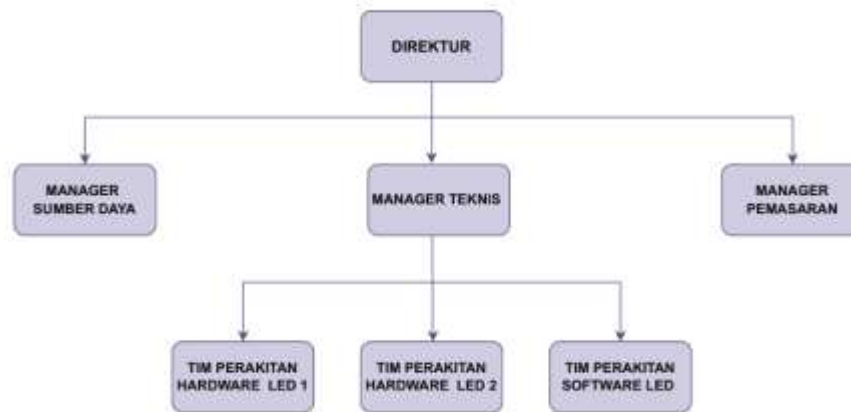 DIREKTUR
MANAGER
SUMBER DAYA
MANAGER TEKNIS
MANAGER
PEMASARAN
TIM PERAKITAN
HARDWARE LED 1
TIM PERAKITAN
HARDWARE LED 2
TIM PERAKITAN
SOFTWARE LED